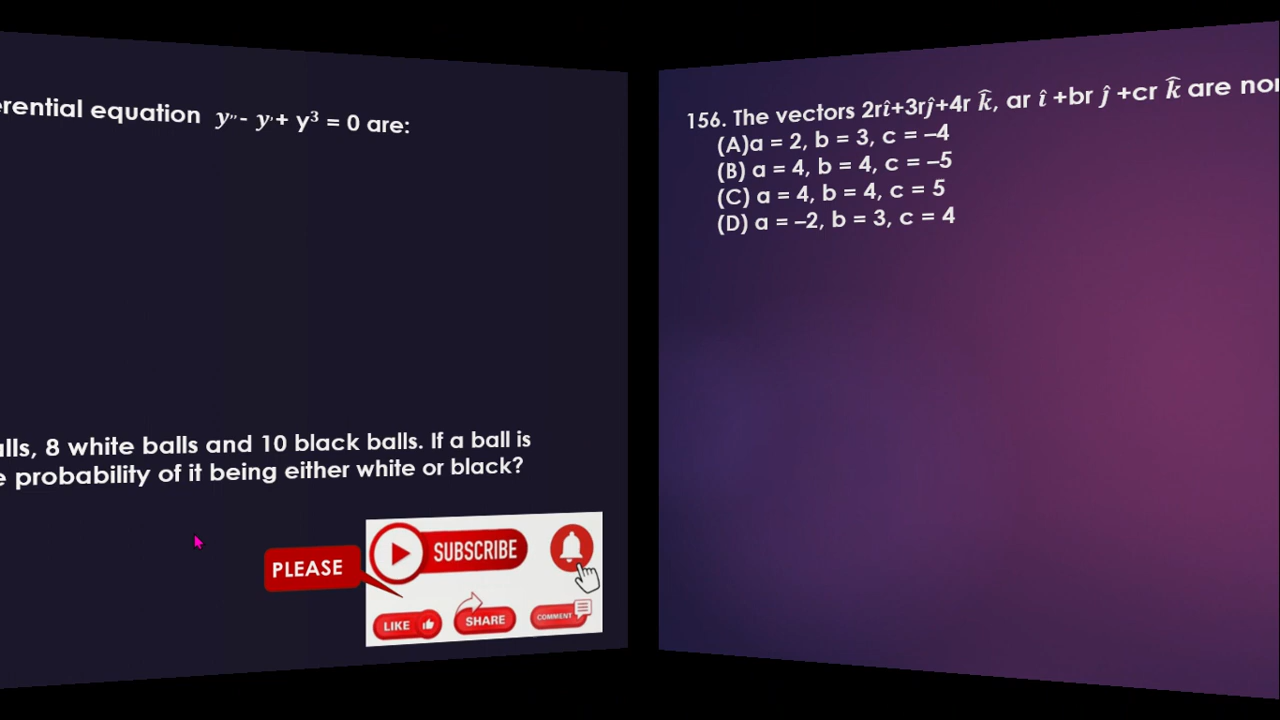 erential equation y'' - y' + y³ = 0 are:
alls, 8 white balls and 10 black balls. If a ball is
e probability of it being either white or black?
PLEASE
SUBSCRIBE
LIKE
SHARE
COMMENT
156. The vectors 2rî+3rĵ+4r k̂, ar î +br ĵ +cr k̂ are nor
(A)a = 2, b = 3, c = –4
(B) a = 4, b = 4, c = –5
(C) a = 4, b = 4, c = 5
(D) a = –2, b = 3, c = 4